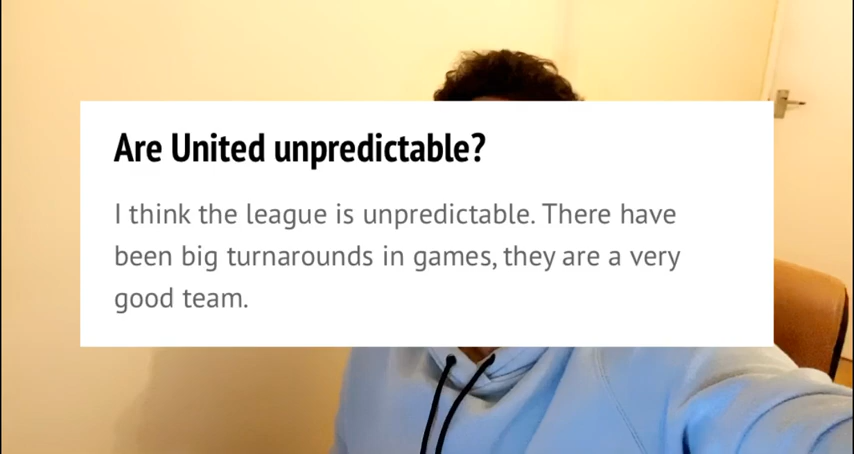 Are United unpredictable?
I think the league is unpredictable. There have
been big turnarounds in games, they are a very
good team.